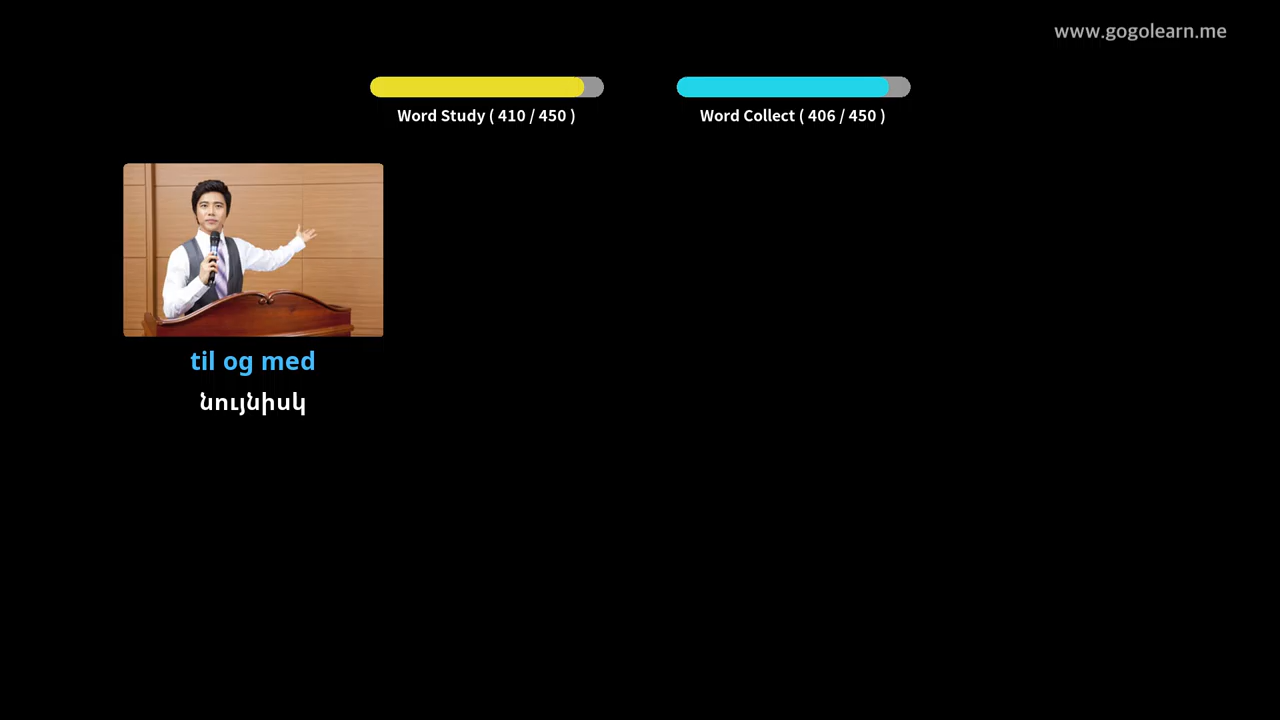 www.gogolearn.me
Word Study ( 410 / 450 )
Word Collect ( 406 / 450 )
til og med
նույնիսկ